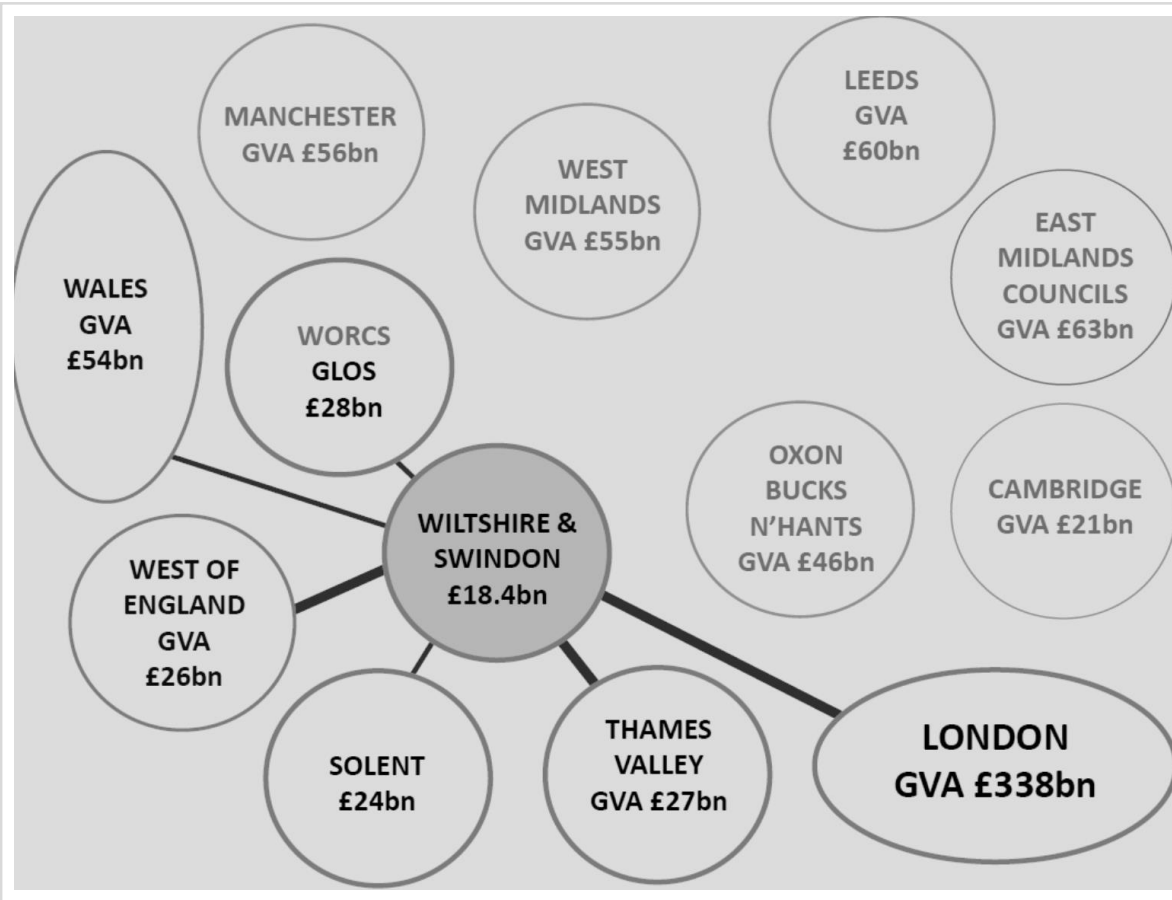 MANCHESTER
GVA £56bn
LEEDS
GVA
£60bn
WEST
MIDLANDS
GVA £55bn
EAST
MIDLANDS
COUNCILS
GVA £63bn
WALES
GVA
£54bn
WORCS
GLOS
£28bn
OXON
BUCKS
N'HANTS
GVA £46bn
CAMBRIDGE
GVA £21bn
WILTSHIRE &
SWINDON
£18.4bn
WEST OF
ENGLAND
GVA
£26bn
SOLENT
£24bn
THAMES
VALLEY
GVA £27bn
LONDON
GVA £338bn